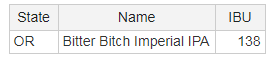 State Name IBU
OR Bitter Bitch Imperial IPA 138